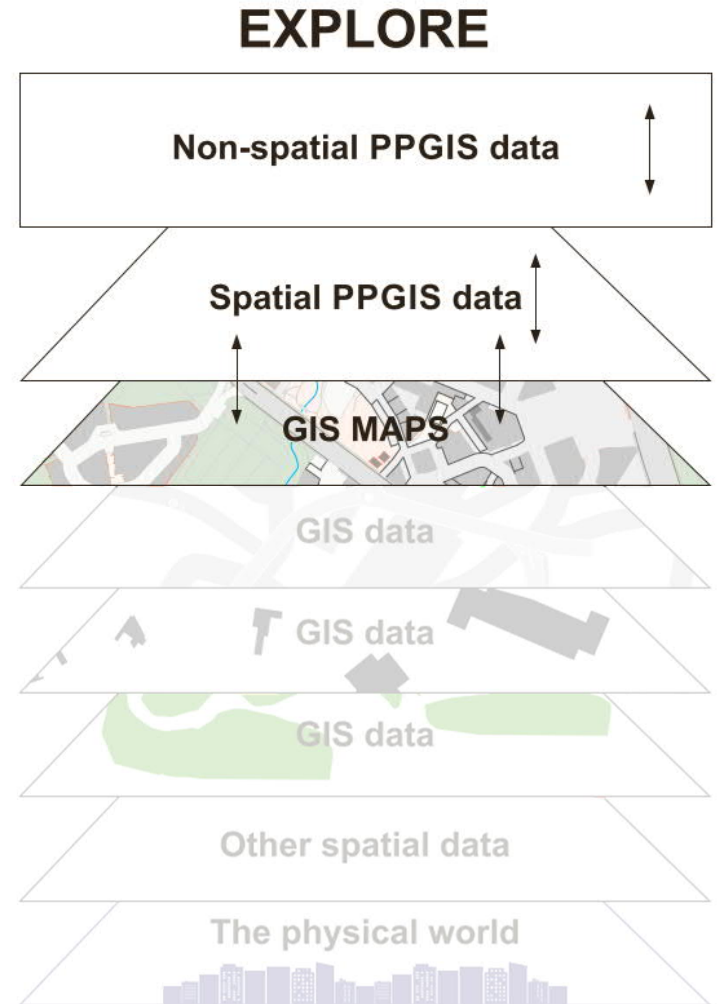 EXPLORE
Non-spatial PPGIS data
Spatial PPGIS data
GIS MAPS
GIS data
GIS data
GIS data
Other spatial data
The physical world